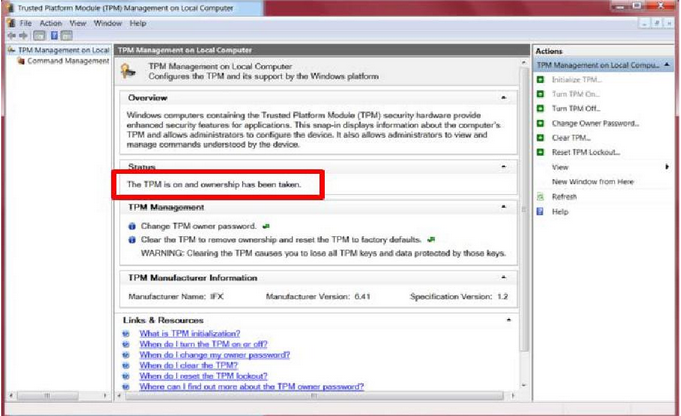 Trusted Platform Module (TPM) Management on Local Computer
File Action View Window Help
TPM Management on Local
Command Management
TPM Management on Local Computer
TPM Management on Local Computer
Configures the TPM and its support by the Windows platform
Overview
Windows computers containing the Trusted Platform Module (TPM) security hardware provide
enhanced security features for applications. This snap-in displays information about the computer's
TPM and allows administrators to configure the device. It also allows administrators to view and
manage commands understood by the device.
Status
The TPM is on and ownership has been taken.
TPM Management
Change TPM owner password.
Clear the TPM to remove ownership and reset the TPM to factory defaults.
WARNING: Clearing the TPM causes you to lose all TPM keys and data protected by those keys.
TPM Manufacturer Information
Manufacturer Name: IFX Manufacturer Version: 6.41 Specification Version: 1.2
Links & Resources
What is TPM initialization?
When do I turn the TPM on or off?
When do I change my owner password?
When do I clear the TPM?
When do I reset the TPM lockout?
Where can I find out more about the TPM owner password?
Actions
TPM Management on Local Compu...
Initialize TPM...
Turn TPM On...
Turn TPM Off...
Change Owner Password...
Clear TPM...
Reset TPM Lockout...
View
New Window from Here
Refresh
Help